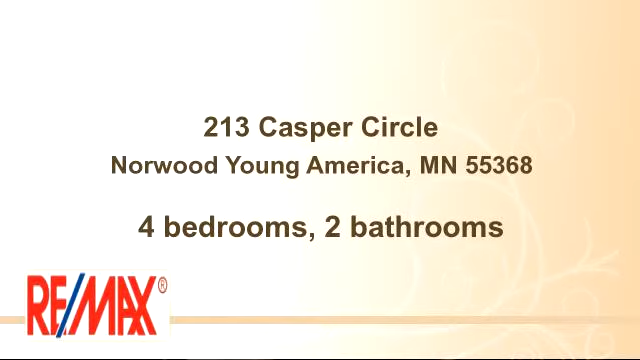 213 Casper Circle
Norwood Young America, MN 55368
4 bedrooms, 2 bathrooms
RE/MAX®